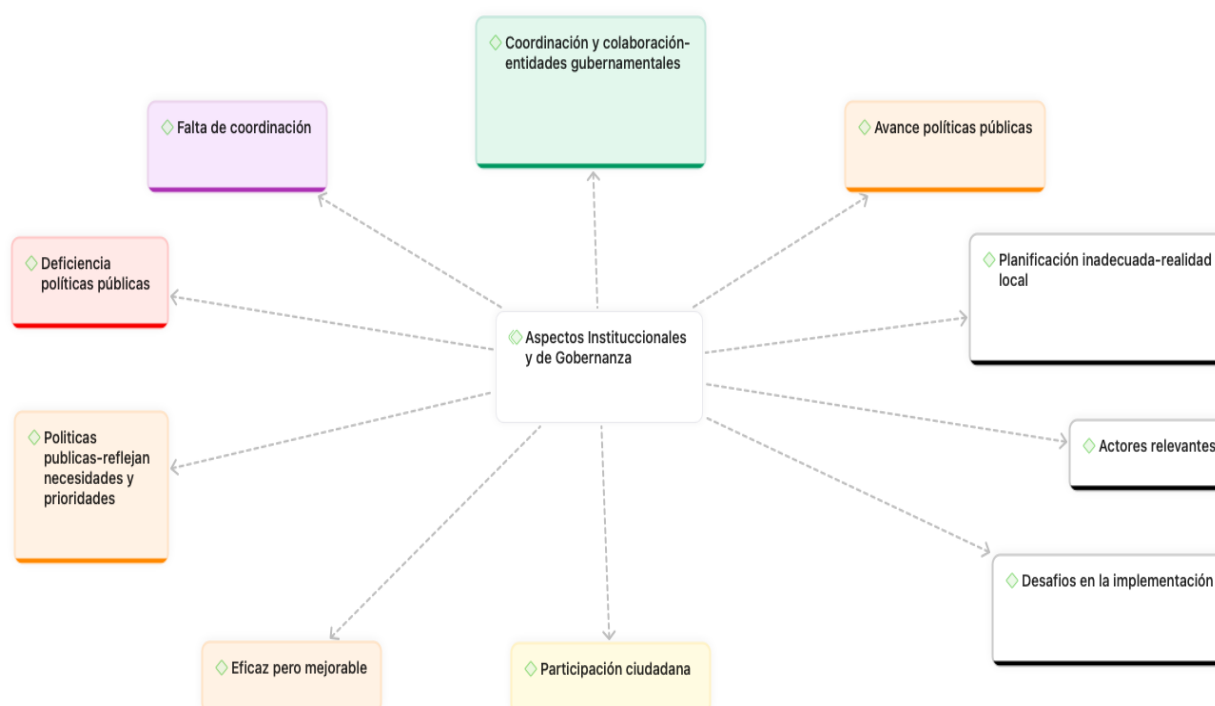 Coordinación y colaboración-
entidades gubernamentales
Falta de coordinación
Avance políticas públicas
Deficiencia
políticas públicas
Planificación inadecuada-realidad
local
Aspectos Instituccionales
y de Gobernanza
Politicas
publicas-reflejan
necesidades y
prioridades
Actores relevantes
Desafios en la implementación
Eficaz pero mejorable
Participación ciudadana